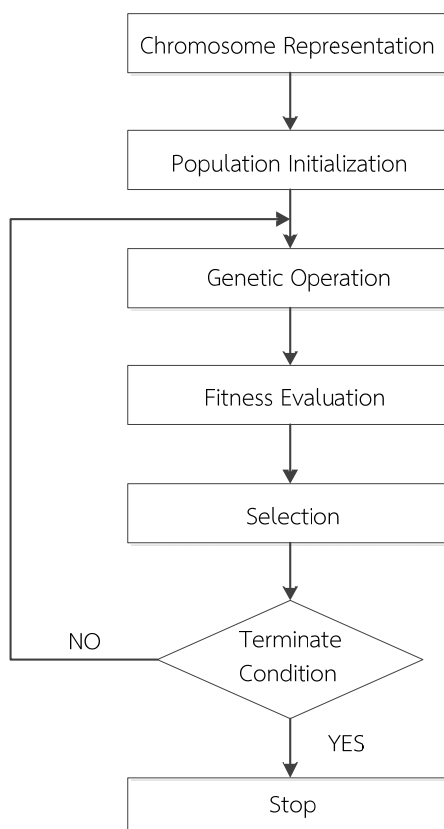 Chromosome Representation
Population Initialization
Genetic Operation
Fitness Evaluation
Selection
Terminate
Condition
NO
YES
Stop